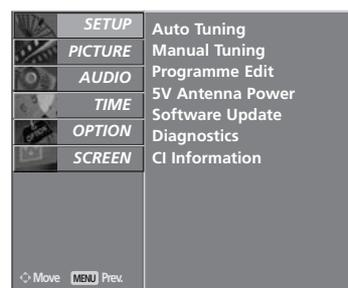 SETUP
PICTURE
AUDIO
TIME
OPTION
SCREEN
Auto Tuning
Manual Tuning
Programme Edit
5V Antenna Power
Software Update
Diagnostics
CI Information
Move MENU Prev.